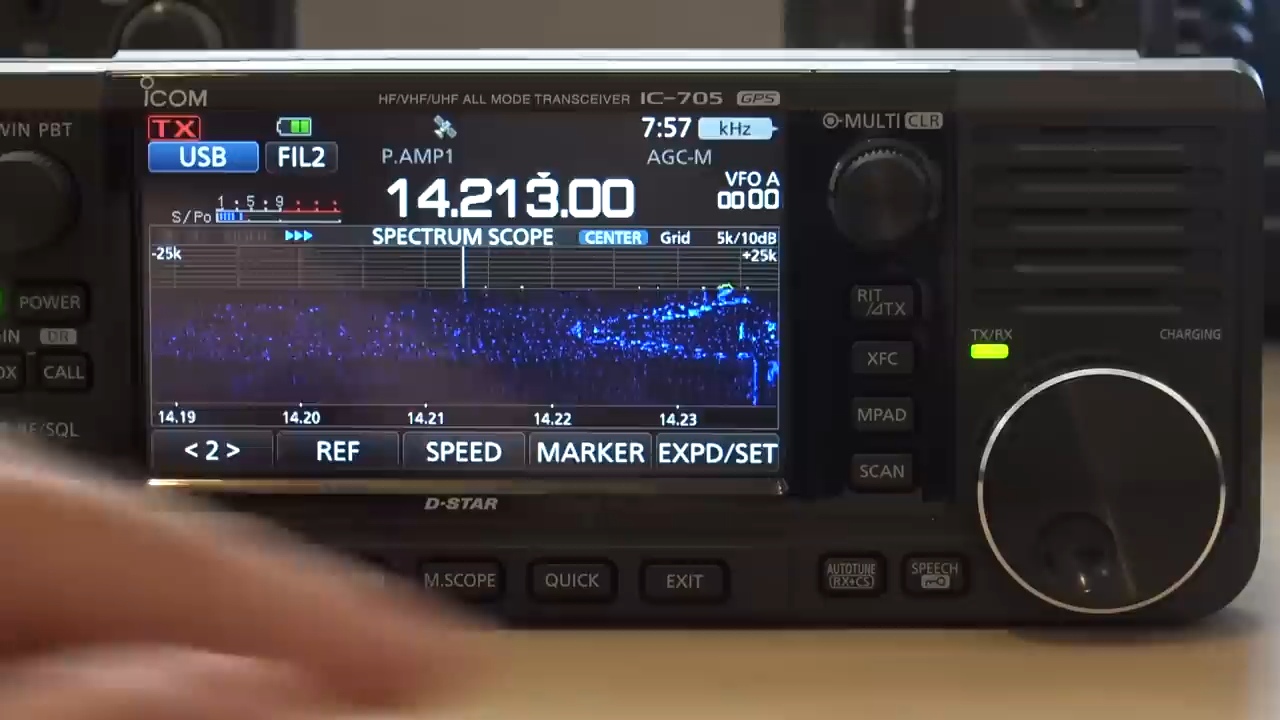 ICOM
HF/VHF/UHF ALL MODE TRANSCEIVER IC-705 GPS
WIN PBT
TX
7:57 kHz
MULTI CLR
USB FIL2 P.AMP1 AGC-M
14.213.00
VFO A
00 00
1 5 9
S/Po
SPECTRUM SCOPE CENTER Grid 5k/10dB
-25k +25k
14.19 14.20 14.21 14.22 14.23
< 2 > REF SPEED MARKER EXPD/SET
POWER
DR
CALL
/SQL
RIT
/⊿TX
XFC
MPAD
SCAN
TX/RX
CHARGING
D-STAR
M.SCOPE QUICK EXIT
AUTOTUNE
RX→CS
SPEECH